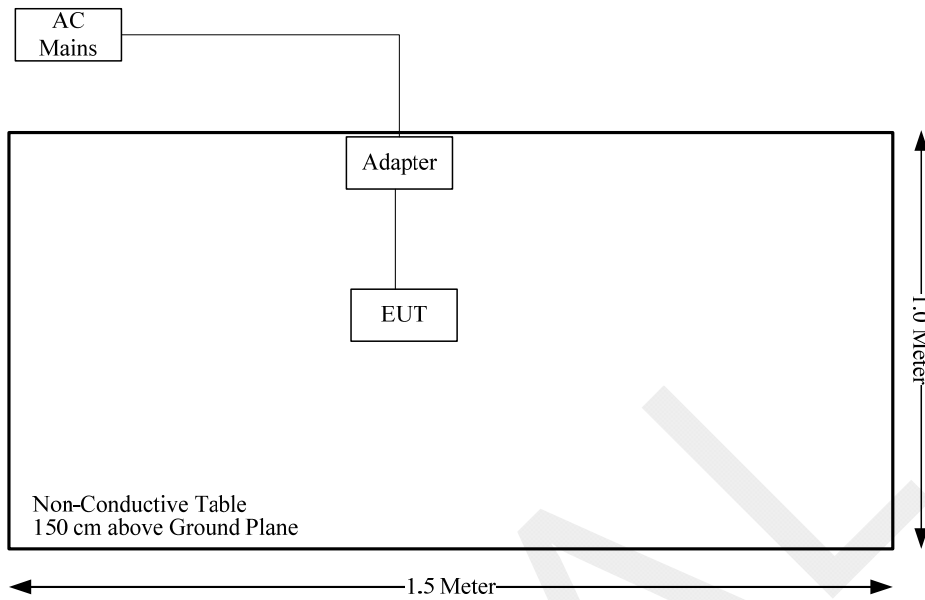 AC
Mains
Adapter
EUT
1.0 Meter
Non-Conductive Table
150 cm above Ground Plane
1.5 Meter